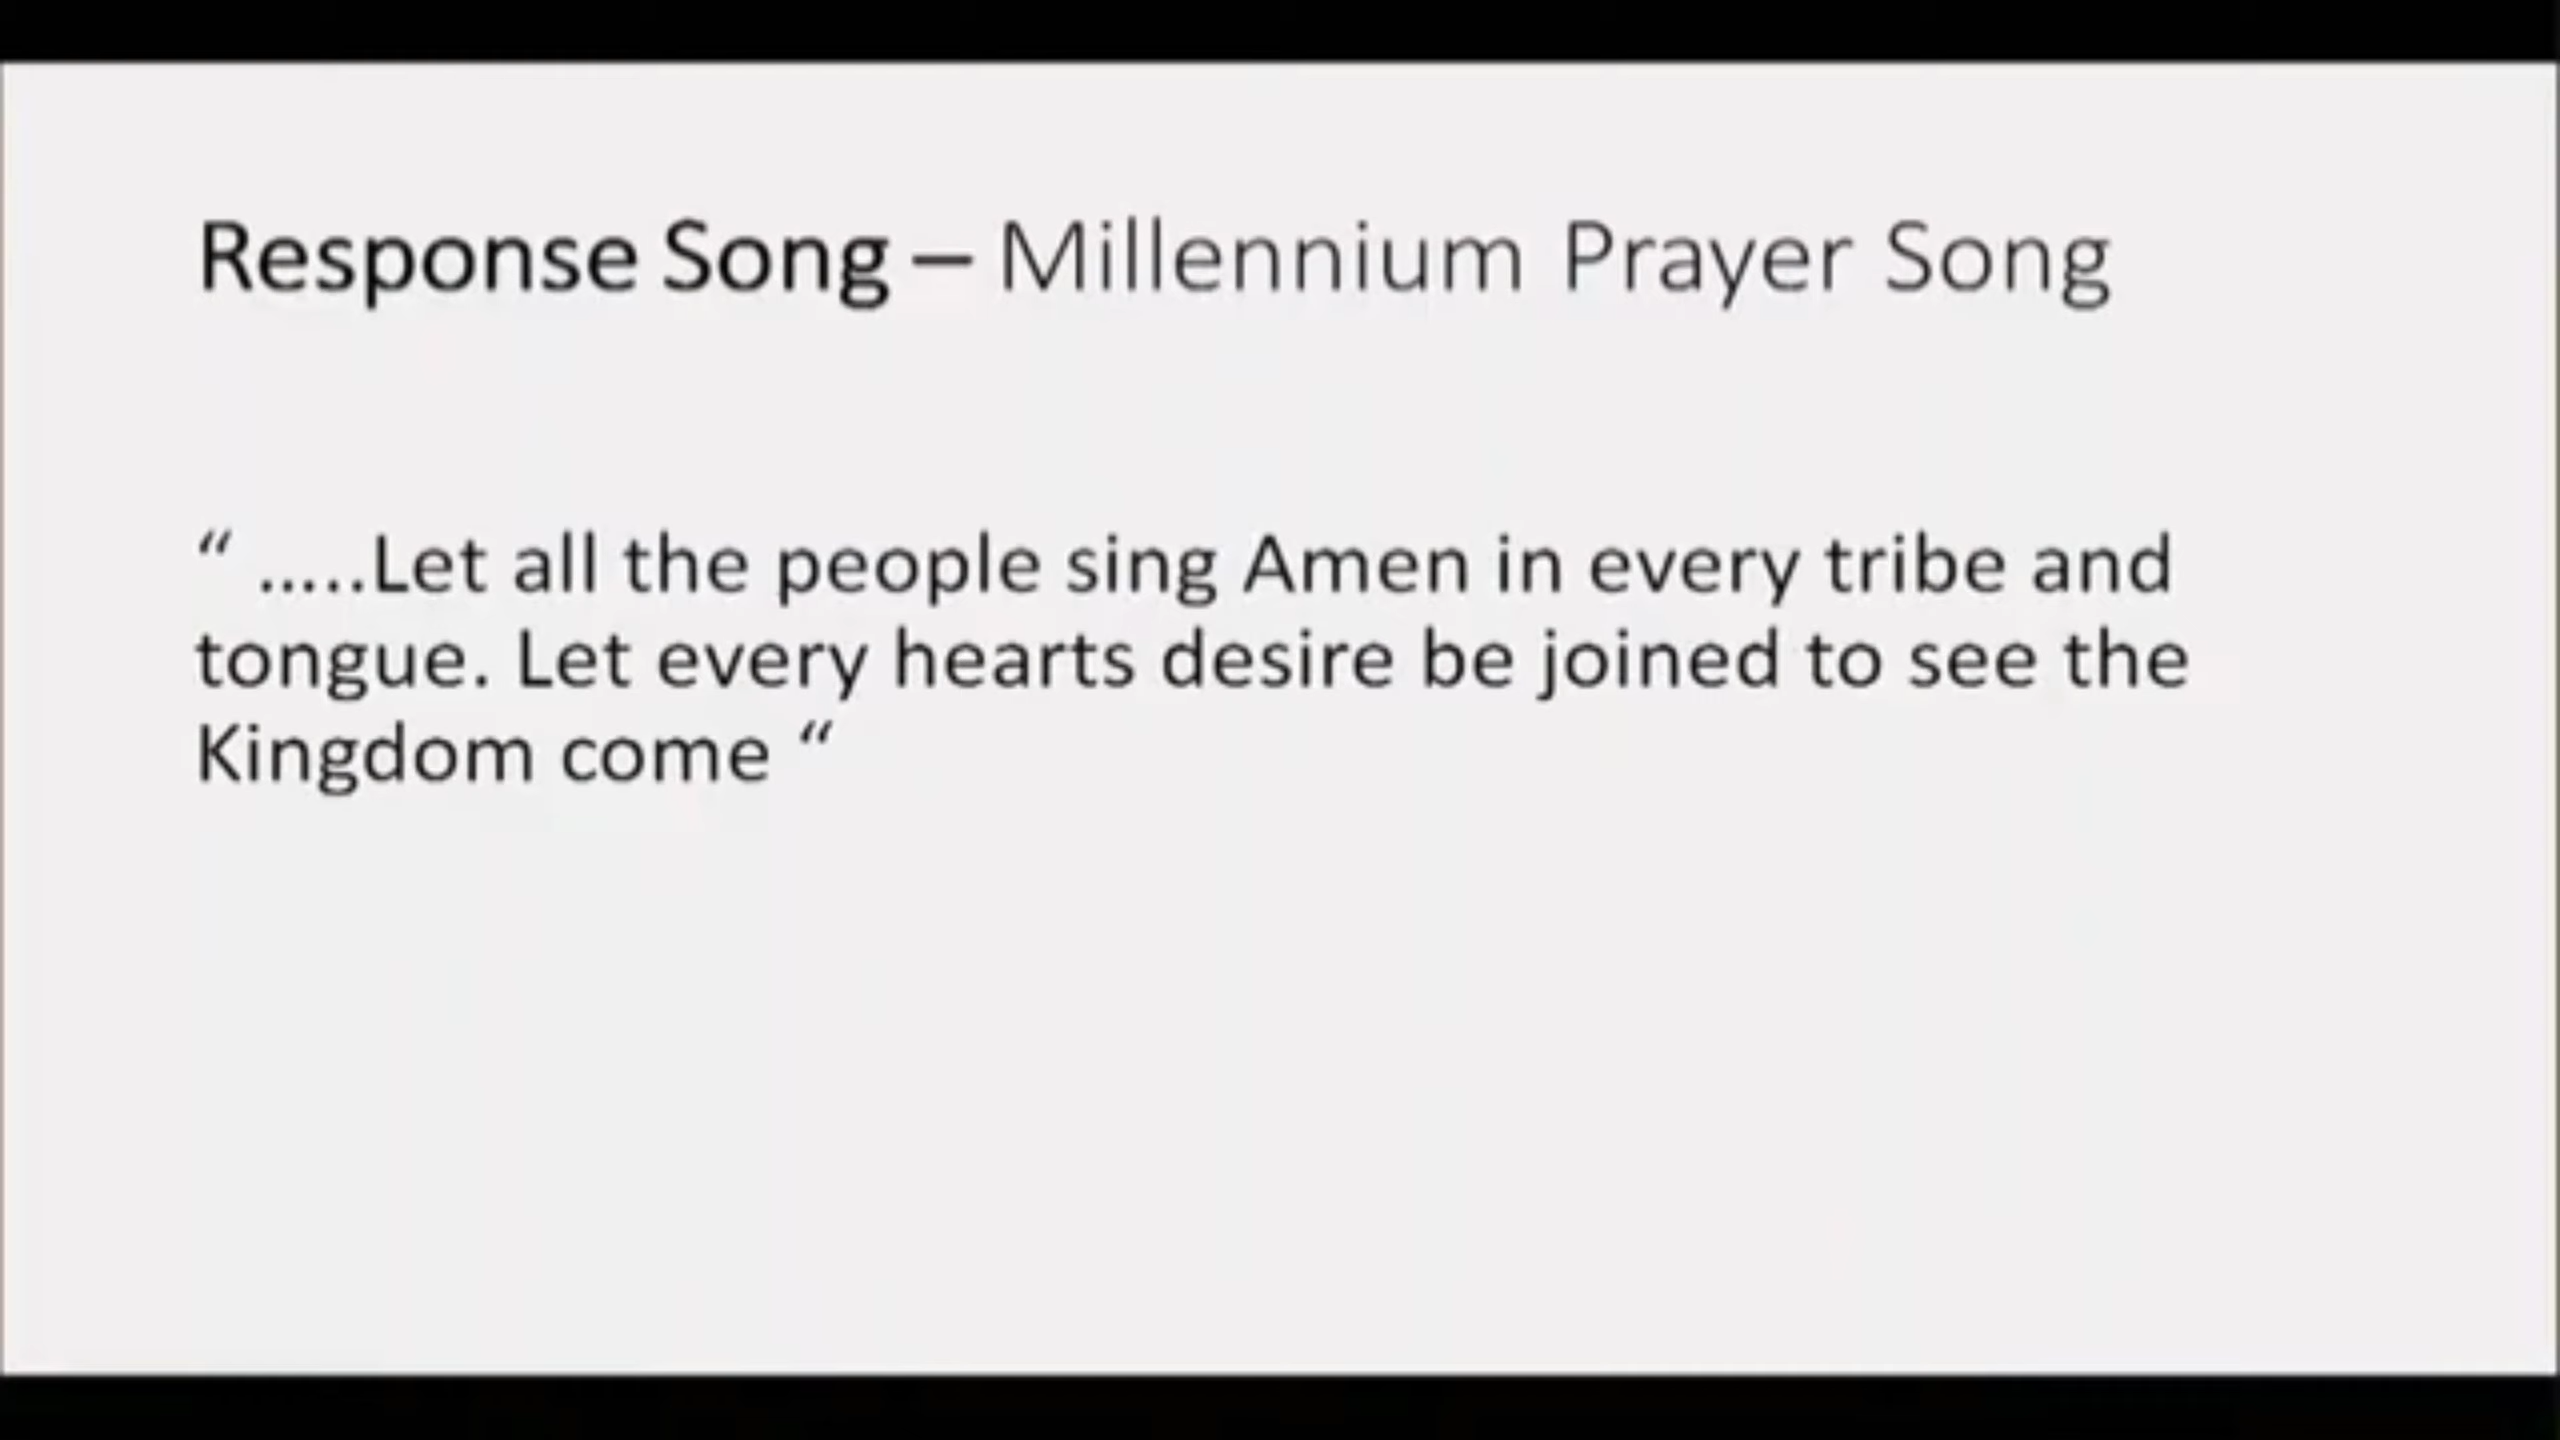 Response Song – Millennium Prayer Song
“ .....Let all the people sing Amen in every tribe and
tongue. Let every hearts desire be joined to see the
Kingdom come “